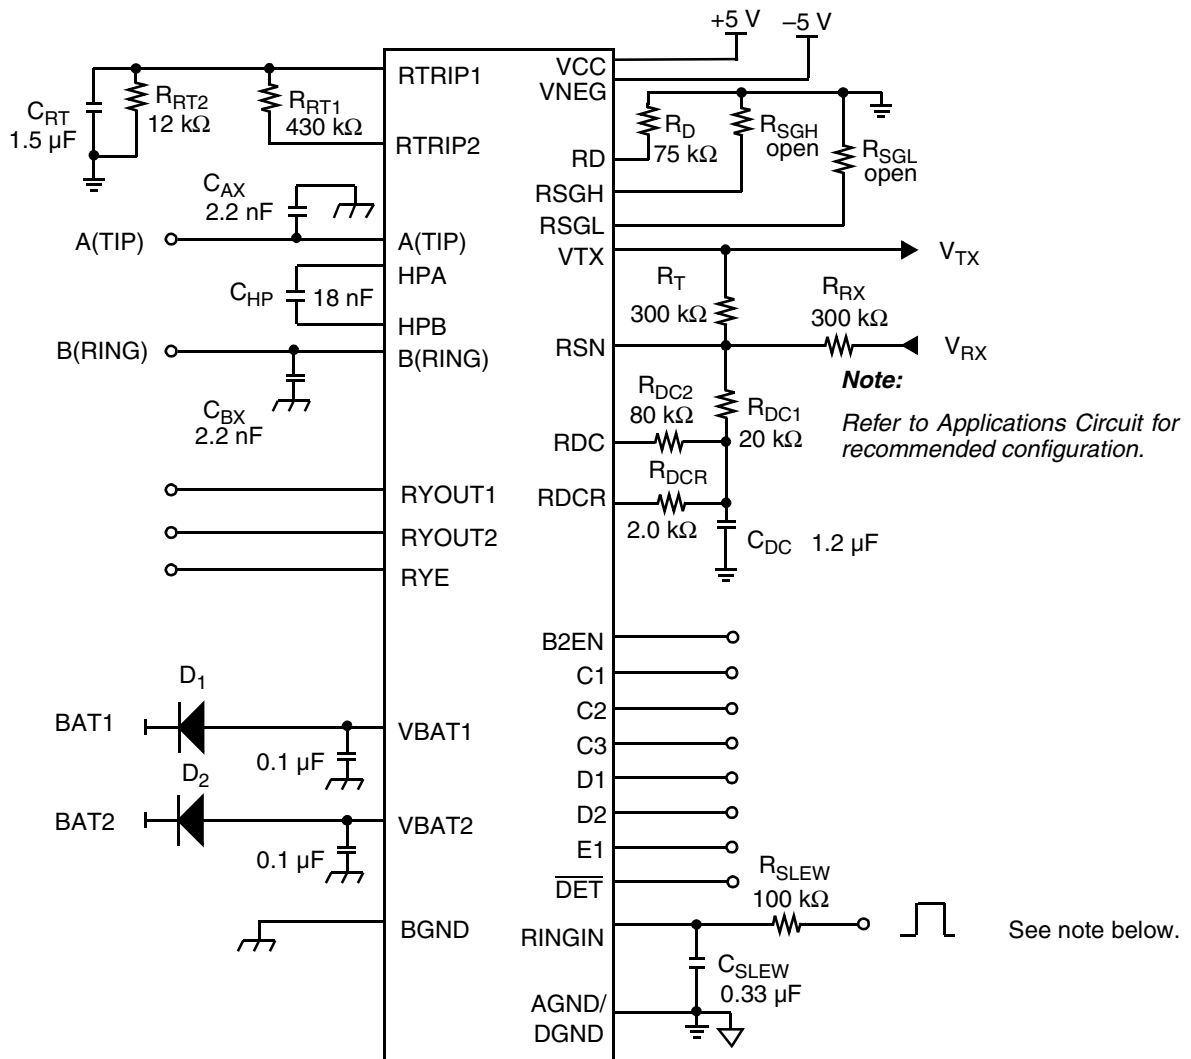 +5 V
–5 V
RTRIP1
VCC
VNEG
C_RT
1.5 µF
R_RT2
12 kΩ
R_RT1
430 kΩ
RTRIP2
R_D
75 kΩ
R_SGH
open
R_SGL
open
RD
RSGH
RSGL
C_AX
2.2 nF
A(TIP)
A(TIP)
VTX
V_TX
HPA
C_HP
18 nF
HPB
R_T
300 kΩ
R_RX
300 kΩ
B(RING)
B(RING)
RSN
V_RX
C_BX
2.2 nF
Note:
Refer to Applications Circuit for
recommended configuration.
R_DC2
80 kΩ
R_DC1
20 kΩ
RDC
R_DCR
RDCR
2.0 kΩ
C_DC 1.2 µF
RYOUT1
RYOUT2
RYE
B2EN
C1
C2
C3
D1
D2
E1
DET
D_1
BAT1
VBAT1
0.1 µF
D_2
BAT2
VBAT2
0.1 µF
R_SLEW
100 kΩ
BGND
RINGIN
See note below.
C_SLEW
0.33 µF
AGND/
DGND